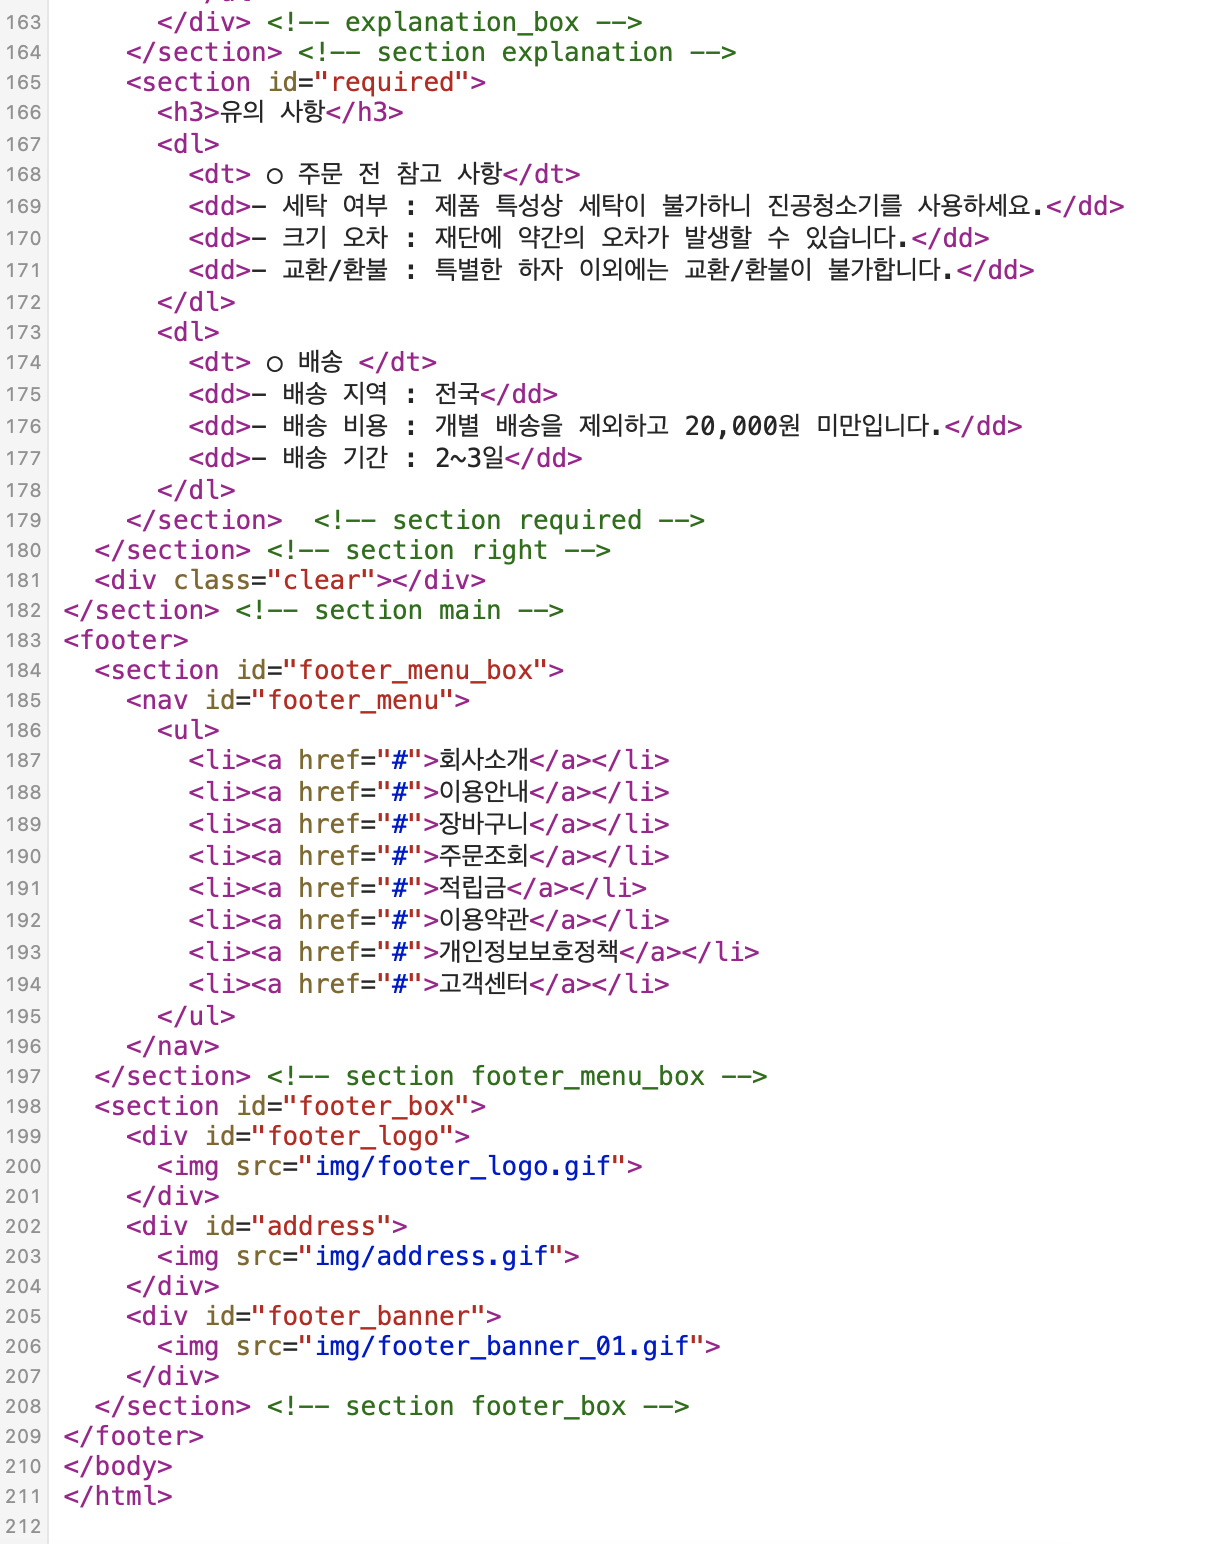 163       </div> <!-- explanation_box -->
164     </section> <!-- section explanation -->
165     <section id="required">
166       <h3>유의 사항</h3>
167       <dl>
168         <dt> ○ 주문 전 참고 사항</dt>
169         <dd>- 세탁 여부 : 제품 특성상 세탁이 불가하니 진공청소기를 사용하세요.</dd>
170         <dd>- 크기 오차 : 재단에 약간의 오차가 발생할 수 있습니다.</dd>
171         <dd>- 교환/환불 : 특별한 하자 이외에는 교환/환불이 불가합니다.</dd>
172       </dl>
173       <dl>
174         <dt> ○ 배송 </dt>
175         <dd>- 배송 지역 : 전국</dd>
176         <dd>- 배송 비용 : 개별 배송을 제외하고 20,000원 미만입니다.</dd>
177         <dd>- 배송 기간 : 2~3일</dd>
178       </dl>
179     </section>  <!-- section required -->
180   </section> <!-- section right -->
181   <div class="clear"></div>
182 </section> <!-- section main -->
183 <footer>
184   <section id="footer_menu_box">
185     <nav id="footer_menu">
186       <ul>
187         <li><a href="#">회사소개</a></li>
188         <li><a href="#">이용안내</a></li>
189         <li><a href="#">장바구니</a></li>
190         <li><a href="#">주문조회</a></li>
191         <li><a href="#">적립금</a></li>
192         <li><a href="#">이용약관</a></li>
193         <li><a href="#">개인정보보호정책</a></li>
194         <li><a href="#">고객센터</a></li>
195       </ul>
196     </nav>
197   </section> <!-- section footer_menu_box -->
198   <section id="footer_box">
199     <div id="footer_logo">
200       <img src="img/footer_logo.gif">
201     </div>
202     <div id="address">
203       <img src="img/address.gif">
204     </div>
205     <div id="footer_banner">
206       <img src="img/footer_banner_01.gif">
207     </div>
208   </section> <!-- section footer_box -->
209 </footer>
210 </body>
211 </html>
212